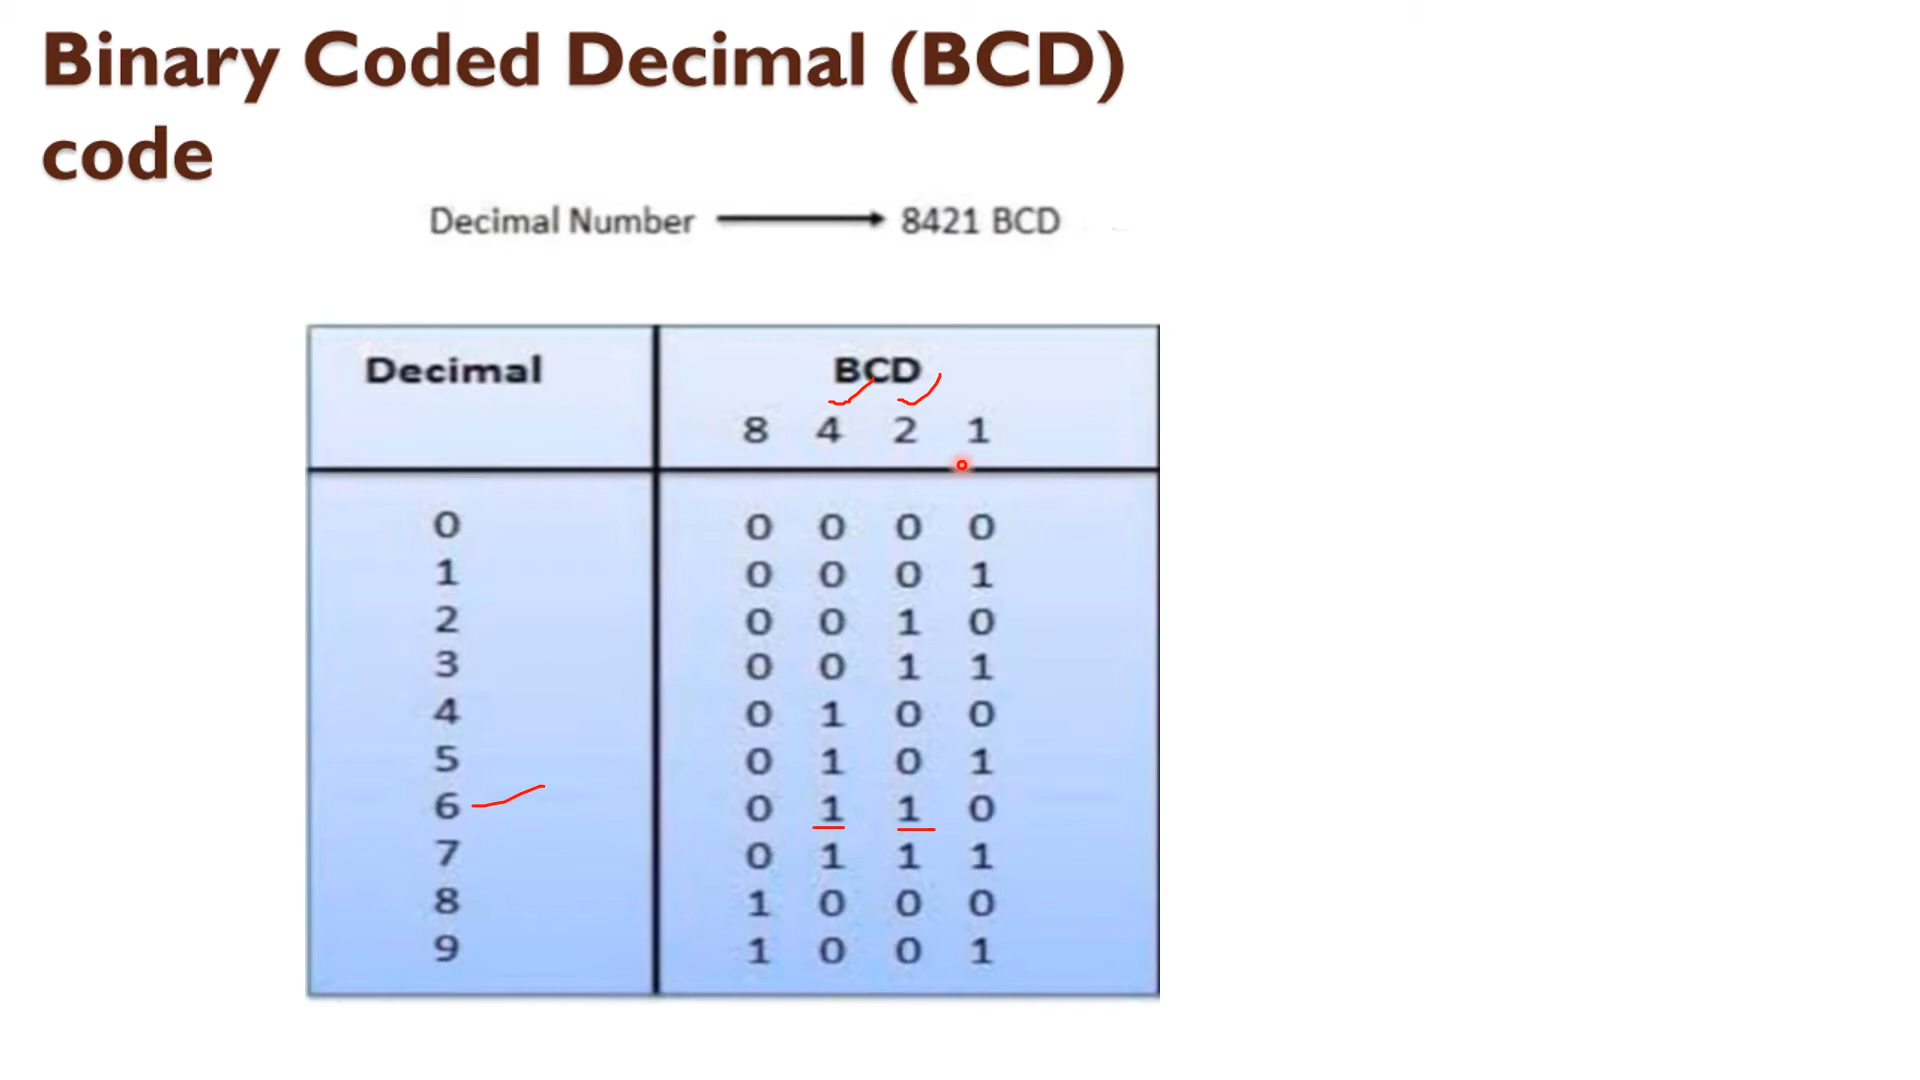 Binary Coded Decimal (BCD)
code
Decimal Number 8421 BCD
Decimal BCD
8 4 2 1
0 0 0 0 0
1 0 0 0 1
2 0 0 1 0
3 0 0 1 1
4 0 1 0 0
5 0 1 0 1
6 0 1 1 0
7 0 1 1 1
8 1 0 0 0
9 1 0 0 1